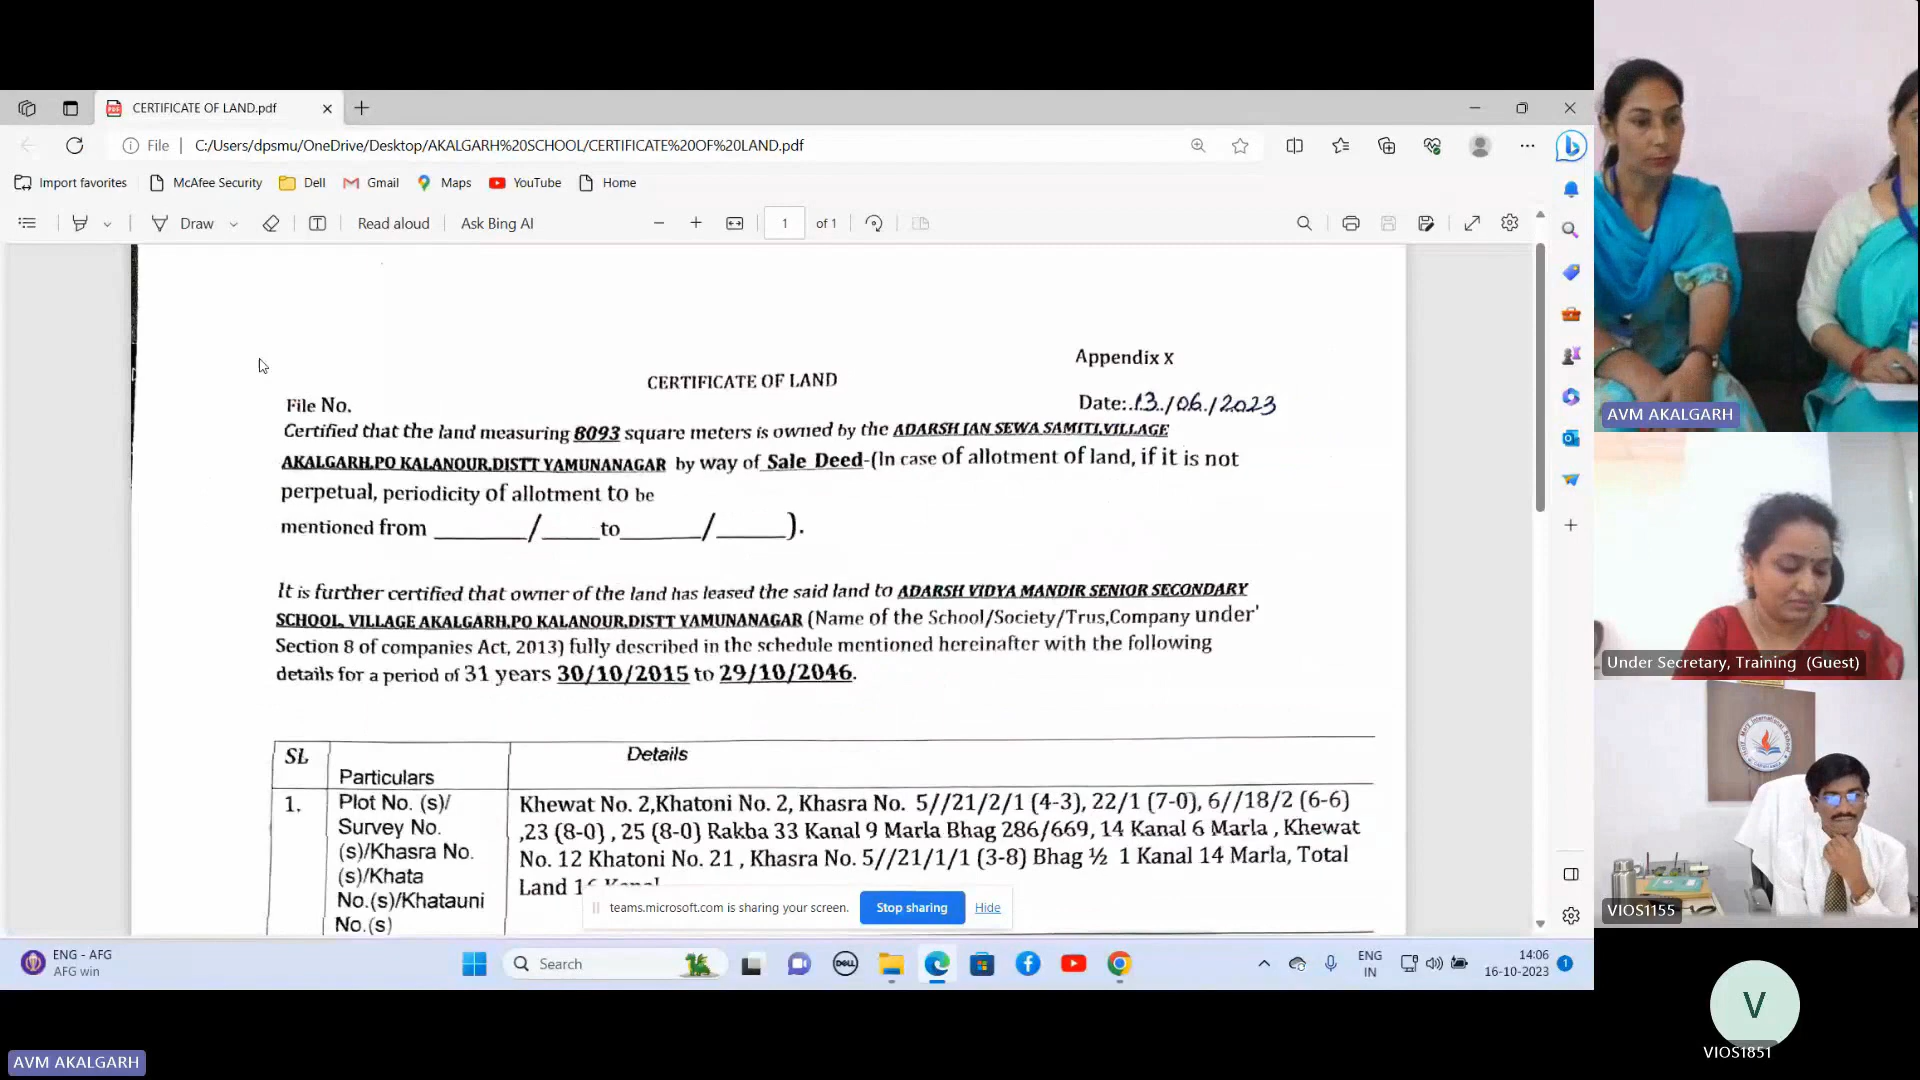 CERTIFICATE OF LAND.pdf
File
C:/Users/dpsmu/OneDrive/Desktop/AKALGARH%20SCHOOL/CERTIFICATE%20OF%20LAND.pdf
Import favorites
McAfee Security
Dell
Gmail
Maps
YouTube
Home
Draw
Read aloud
Ask Bing AI
1
of 1
Appendix X
CERTIFICATE OF LAND
File No.
Date:..13../06./2023
Certified that the land measuring 8093 square meters is owned by the ADARSH JAN SEWA SAMITI,VILLAGE
AKALGARH,PO KALANOUR,DISTT YAMUNANAGAR by way of Sale Deed-(In case of allotment of land, if it is not
perpetual, periodicity of allotment to be
mentioned from ________/_____to_______/______).
It is further certified that owner of the land has leased the said land to ADARSH VIDYA MANDIR SENIOR SECONDARY
SCHOOL, VILLAGE AKALGARH,PO KALANOUR,DISTT YAMUNANAGAR (Name of the School/Society/Trus,Company under'
Section 8 of companies Act, 2013) fully described in the schedule mentioned hereinafter with the following
details for a period of 31 years 30/10/2015 to 29/10/2046.
SL
Particulars
Details
1.
Plot No. (s)/
Survey No.
(s)/Khasra No.
(s)/Khata
No.(s)/Khatauni
No.(s)
Khewat No. 2,Khatoni No. 2, Khasra No. 5//21/2/1 (4-3), 22/1 (7-0), 6//18/2 (6-6)
,23 (8-0) , 25 (8-0) Rakba 33 Kanal 9 Marla Bhag 286/669, 14 Kanal 6 Marla , Khewat
No. 12 Khatoni No. 21 , Khasra No. 5//21/1/1 (3-8) Bhag ½ 1 Kanal 14 Marla, Total
Land 16 Kanal
teams.microsoft.com is sharing your screen.
Stop sharing
Hide
ENG - AFG
AFG win
Search
DELL
ENG
IN
14:06
16-10-2023
1
AVM AKALGARH
Under Secretary, Training (Guest)
VIOS1155
V
VIOS1851
AVM AKALGARH